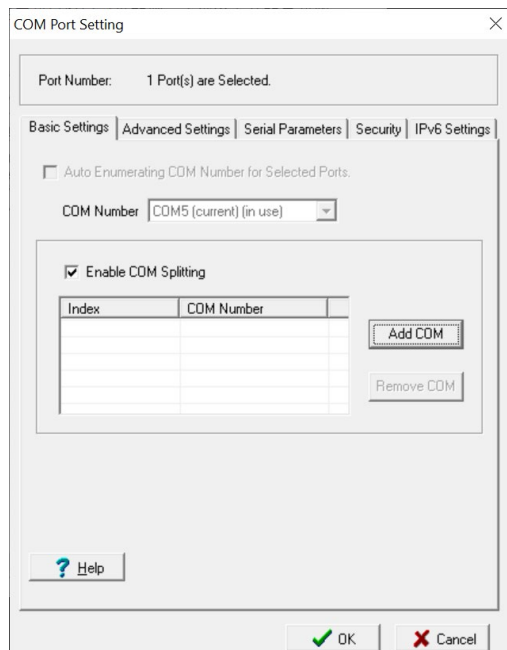 COM Port Setting
Port Number: 1 Port(s) are Selected.
Basic Settings Advanced Settings Serial Parameters Security IPv6 Settings
Auto Enumerating COM Number for Selected Ports.
COM Number COM5 (current) (in use)
Enable COM Splitting
Index COM Number
Add COM
Remove COM
Help
OK Cancel